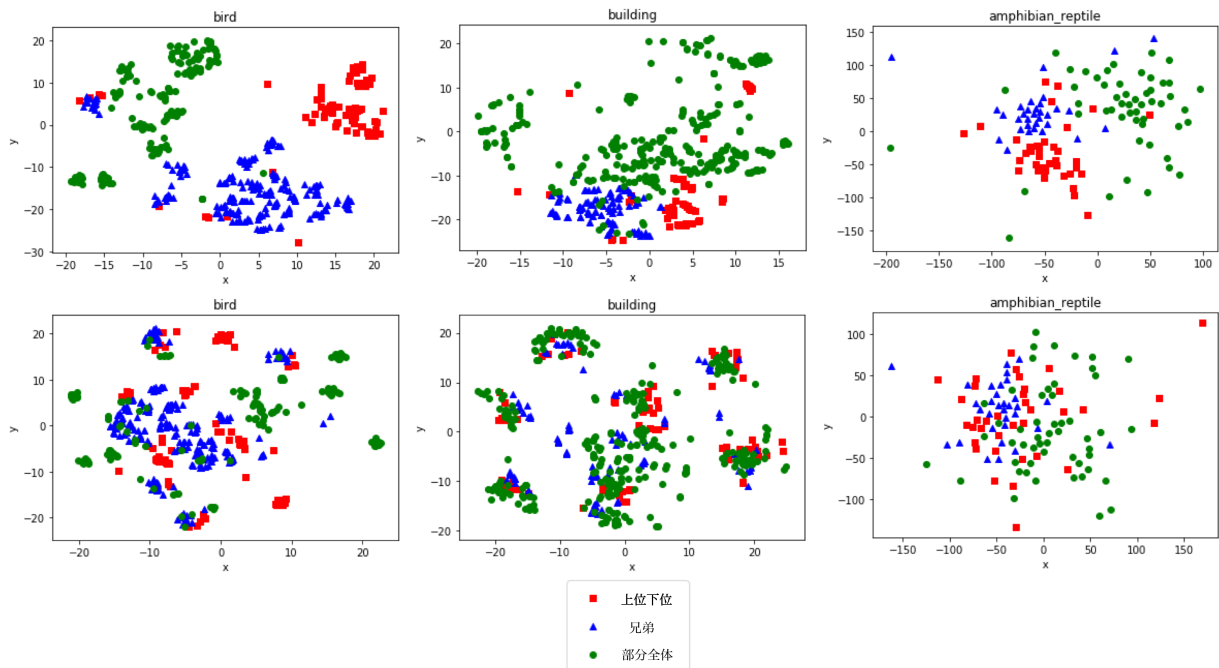 bird
building
amphibian_reptile
20
10
0
−10
−20
−30
y
−20 −15 −10 −5 0 5 10 15 20
x
20
10
0
−10
−20
y
−20 −15 −10 −5 0 5 10 15
x
150
100
50
0
−50
−100
−150
y
−200 −150 −100 −50 0 50 100
x
bird
building
amphibian_reptile
20
10
0
−10
−20
y
−20 −10 0 10 20
x
20
10
0
−10
−20
y
−20 −10 0 10 20
x
100
50
0
−50
−100
y
−150 −100 −50 0 50 100 150
x
上位下位
兄弟
部分全体